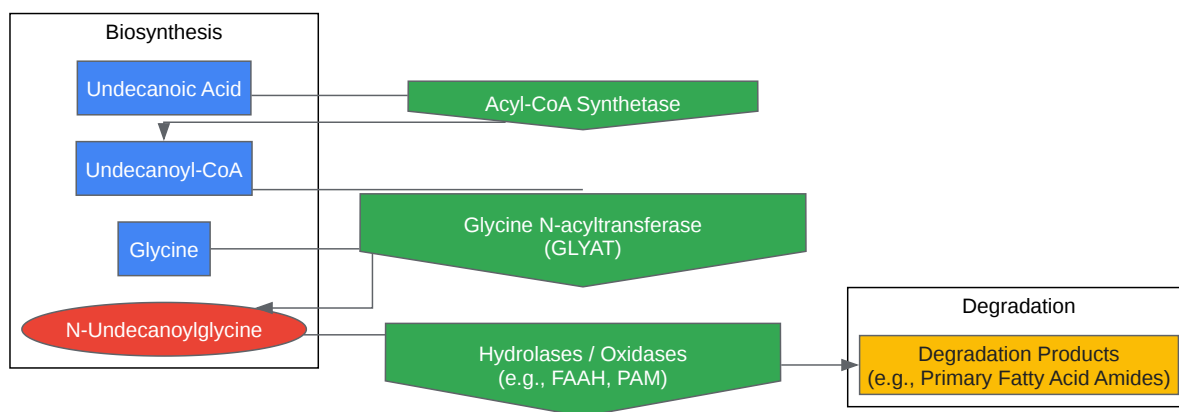 Biosynthesis
Undecanoic Acid
Acyl-CoA Synthetase
Undecanoyl-CoA
Glycine N-acyltransferase
(GLYAT)
Glycine
N-Undecanoylglycine
Hydrolases / Oxidases
(e.g., FAAH, PAM)
Degradation
Degradation Products
(e.g., Primary Fatty Acid Amides)